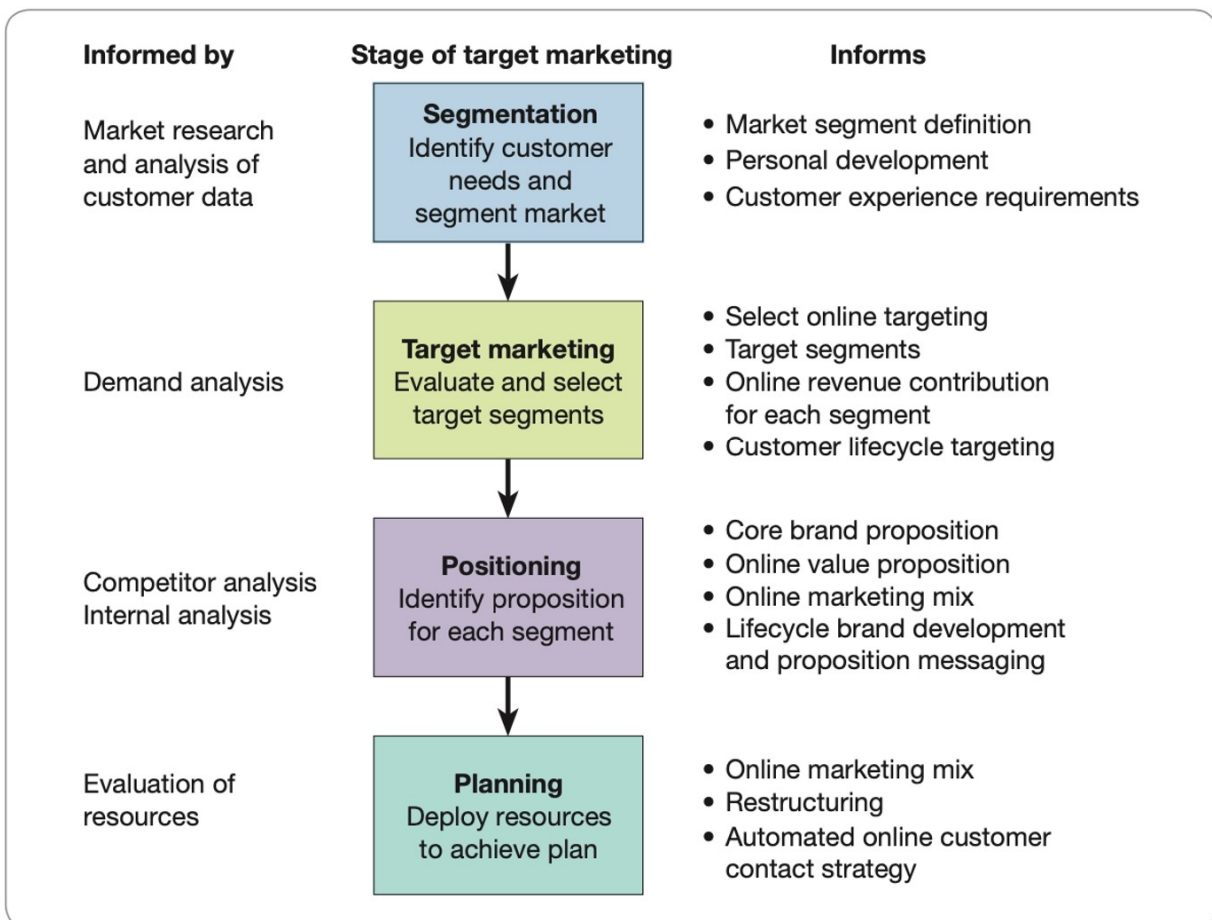 Informed by
Stage of target marketing
Informs
Market research
and analysis of
customer data
Segmentation
Identify customer
needs and
segment market
• Market segment definition
• Personal development
• Customer experience requirements
Demand analysis
Target marketing
Evaluate and select
target segments
• Select online targeting
• Target segments
• Online revenue contribution
for each segment
• Customer lifecycle targeting
Competitor analysis
Internal analysis
Positioning
Identify proposition
for each segment
• Core brand proposition
• Online value proposition
• Online marketing mix
• Lifecycle brand development
and proposition messaging
Evaluation of
resources
Planning
Deploy resources
to achieve plan
• Online marketing mix
• Restructuring
• Automated online customer
contact strategy